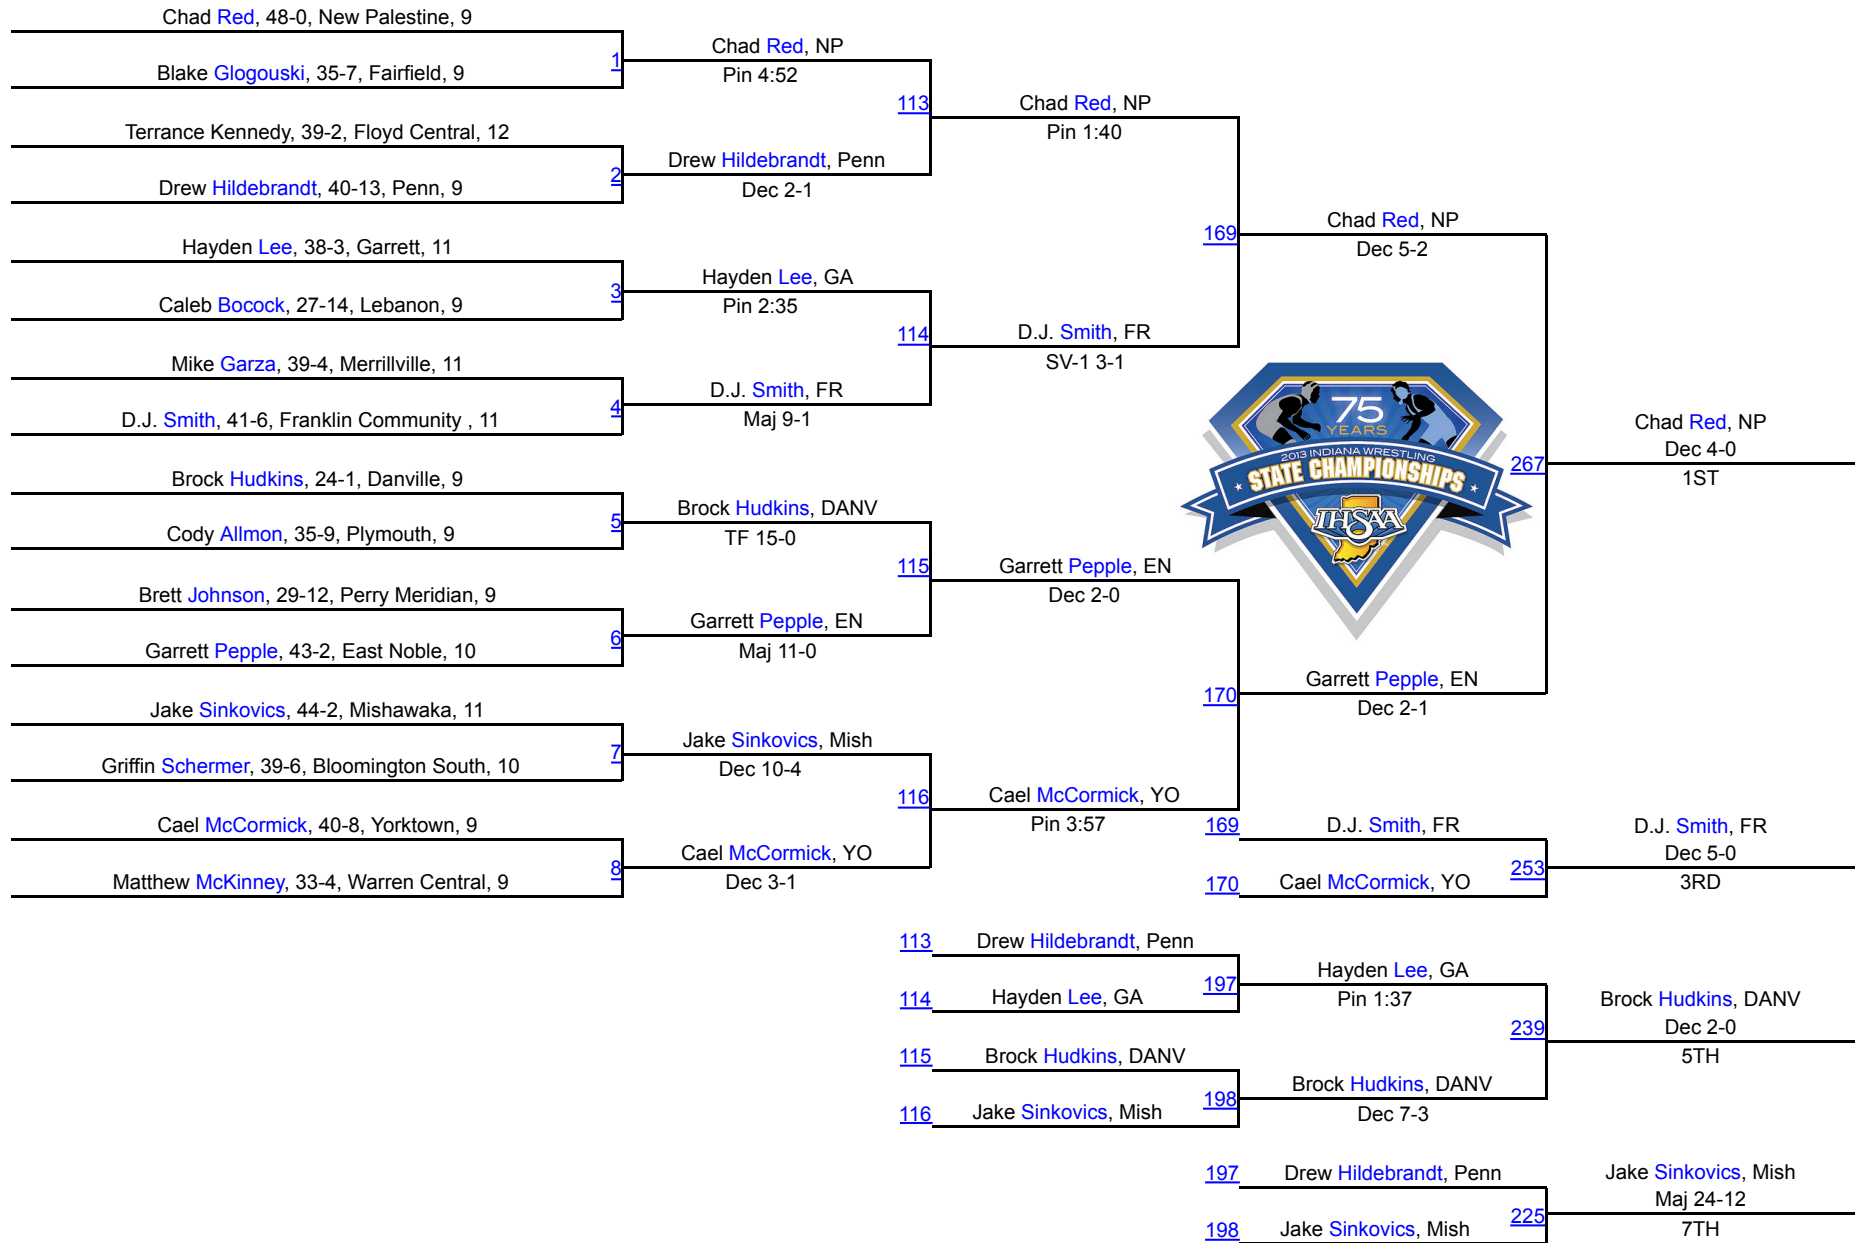 Chad Red, 48-0, New Palestine, 9
1
Blake Glogouski, 35-7, Fairfield, 9
Terrance Kennedy, 39-2, Floyd Central, 12
2
Drew Hildebrandt, 40-13, Penn, 9
Hayden Lee, 38-3, Garrett, 11
3
Caleb Bocock, 27-14, Lebanon, 9
Mike Garza, 39-4, Merrillville, 11
4
D.J. Smith, 41-6, Franklin Community , 11
Brock Hudkins, 24-1, Danville, 9
5
Cody Allmon, 35-9, Plymouth, 9
Brett Johnson, 29-12, Perry Meridian, 9
6
Garrett Pepple, 43-2, East Noble, 10
Jake Sinkovics, 44-2, Mishawaka, 11
7
Griffin Schermer, 39-6, Bloomington South, 10
Cael McCormick, 40-8, Yorktown, 9
8
Matthew McKinney, 33-4, Warren Central, 9
Chad Red, NP
Pin 4:52
113
Drew Hildebrandt, Penn
Dec 2-1
Hayden Lee, GA
Pin 2:35
114
D.J. Smith, FR
Maj 9-1
Brock Hudkins, DANV
TF 15-0
115
Garrett Pepple, EN
Maj 11-0
Jake Sinkovics, Mish
Dec 10-4
116
Cael McCormick, YO
Dec 3-1
Chad Red, NP
Pin 1:40
169
D.J. Smith, FR
SV-1 3-1
Garrett Pepple, EN
Dec 2-0
170
Cael McCormick, YO
Pin 3:57
Chad Red, NP
Dec 5-2
75
YEARS
2013 INDIANA WRESTLING
STATE CHAMPIONSHIPS
IHSAA
267
Garrett Pepple, EN
Dec 2-1
Chad Red, NP
Dec 4-0
1ST
169
D.J. Smith, FR
253
170
Cael McCormick, YO
D.J. Smith, FR
Dec 5-0
3RD
113
Drew Hildebrandt, Penn
197
114
Hayden Lee, GA
115
Brock Hudkins, DANV
198
116
Jake Sinkovics, Mish
Hayden Lee, GA
Pin 1:37
239
Brock Hudkins, DANV
Dec 7-3
Brock Hudkins, DANV
Dec 2-0
5TH
197
Drew Hildebrandt, Penn
225
198
Jake Sinkovics, Mish
Jake Sinkovics, Mish
Maj 24-12
7TH